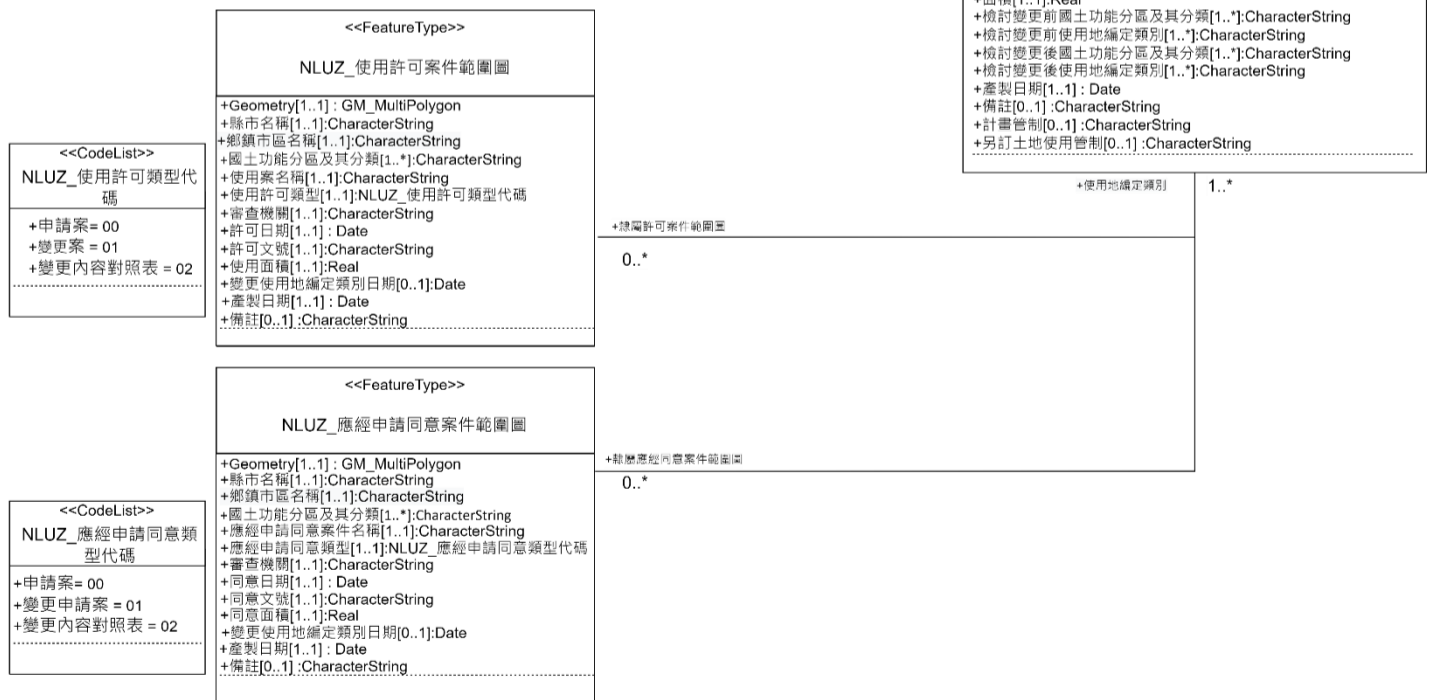 <<FeatureType>>
NLUZ_使用許可案件範圍圖
+Geometry[1..1] : GM_MultiPolygon
+縣市名稱[1..1]:CharacterString
+鄉鎮市區名稱[1..1]:CharacterString
+國土功能分區及其分類[1..*]:CharacterString
+使用案名稱[1..1]:CharacterString
+使用許可類型[1..1]:NLUZ_使用許可類型代碼
+審查機關[1..1]:CharacterString
+許可日期[1..1] : Date
+許可文號[1..1]:CharacterString
+使用面積[1..1]:Real
+變更使用地編定類別日期[0..1]:Date
+產製日期[1..1] : Date
+備註[0..1] :CharacterString
<<CodeList>>
NLUZ_使用許可類型代
碼
+申請案= 00
+變更案 = 01
+變更內容對照表 = 02
+面積[1..1]:Real
+檢討變更前國土功能分區及其分類[1..*]:CharacterString
+檢討變更前使用地編定類別[1..*]:CharacterString
+檢討變更後國土功能分區及其分類[1..*]:CharacterString
+檢討變更後使用地編定類別[1..*]:CharacterString
+產製日期[1..1] : Date
+備註[0..1] :CharacterString
+計畫管制[0..1] :CharacterString
+另訂土地使用管制[0..1] :CharacterString
+使用地編定類別
1..*
+隸屬許可案件範圍圖
0..*
<<FeatureType>>
NLUZ_應經申請同意案件範圍圖
+Geometry[1..1] : GM_MultiPolygon
+縣市名稱[1..1]:CharacterString
+鄉鎮市區名稱[1..1]:CharacterString
+國土功能分區及其分類[1..*]:CharacterString
+應經申請同意案件名稱[1..1]:CharacterString
+應經申請同意類型[1..1]:NLUZ_應經申請同意類型代碼
+審查機關[1..1]:CharacterString
+同意日期[1..1] : Date
+同意文號[1..1]:CharacterString
+同意面積[1..1]:Real
+變更使用地編定類別日期[0..1]:Date
+產製日期[1..1] : Date
+備註[0..1] :CharacterString
<<CodeList>>
NLUZ_應經申請同意類
型代碼
+申請案= 00
+變更申請案 = 01
+變更內容對照表 = 02
+隸屬應經同意案件範圍圖
0..*